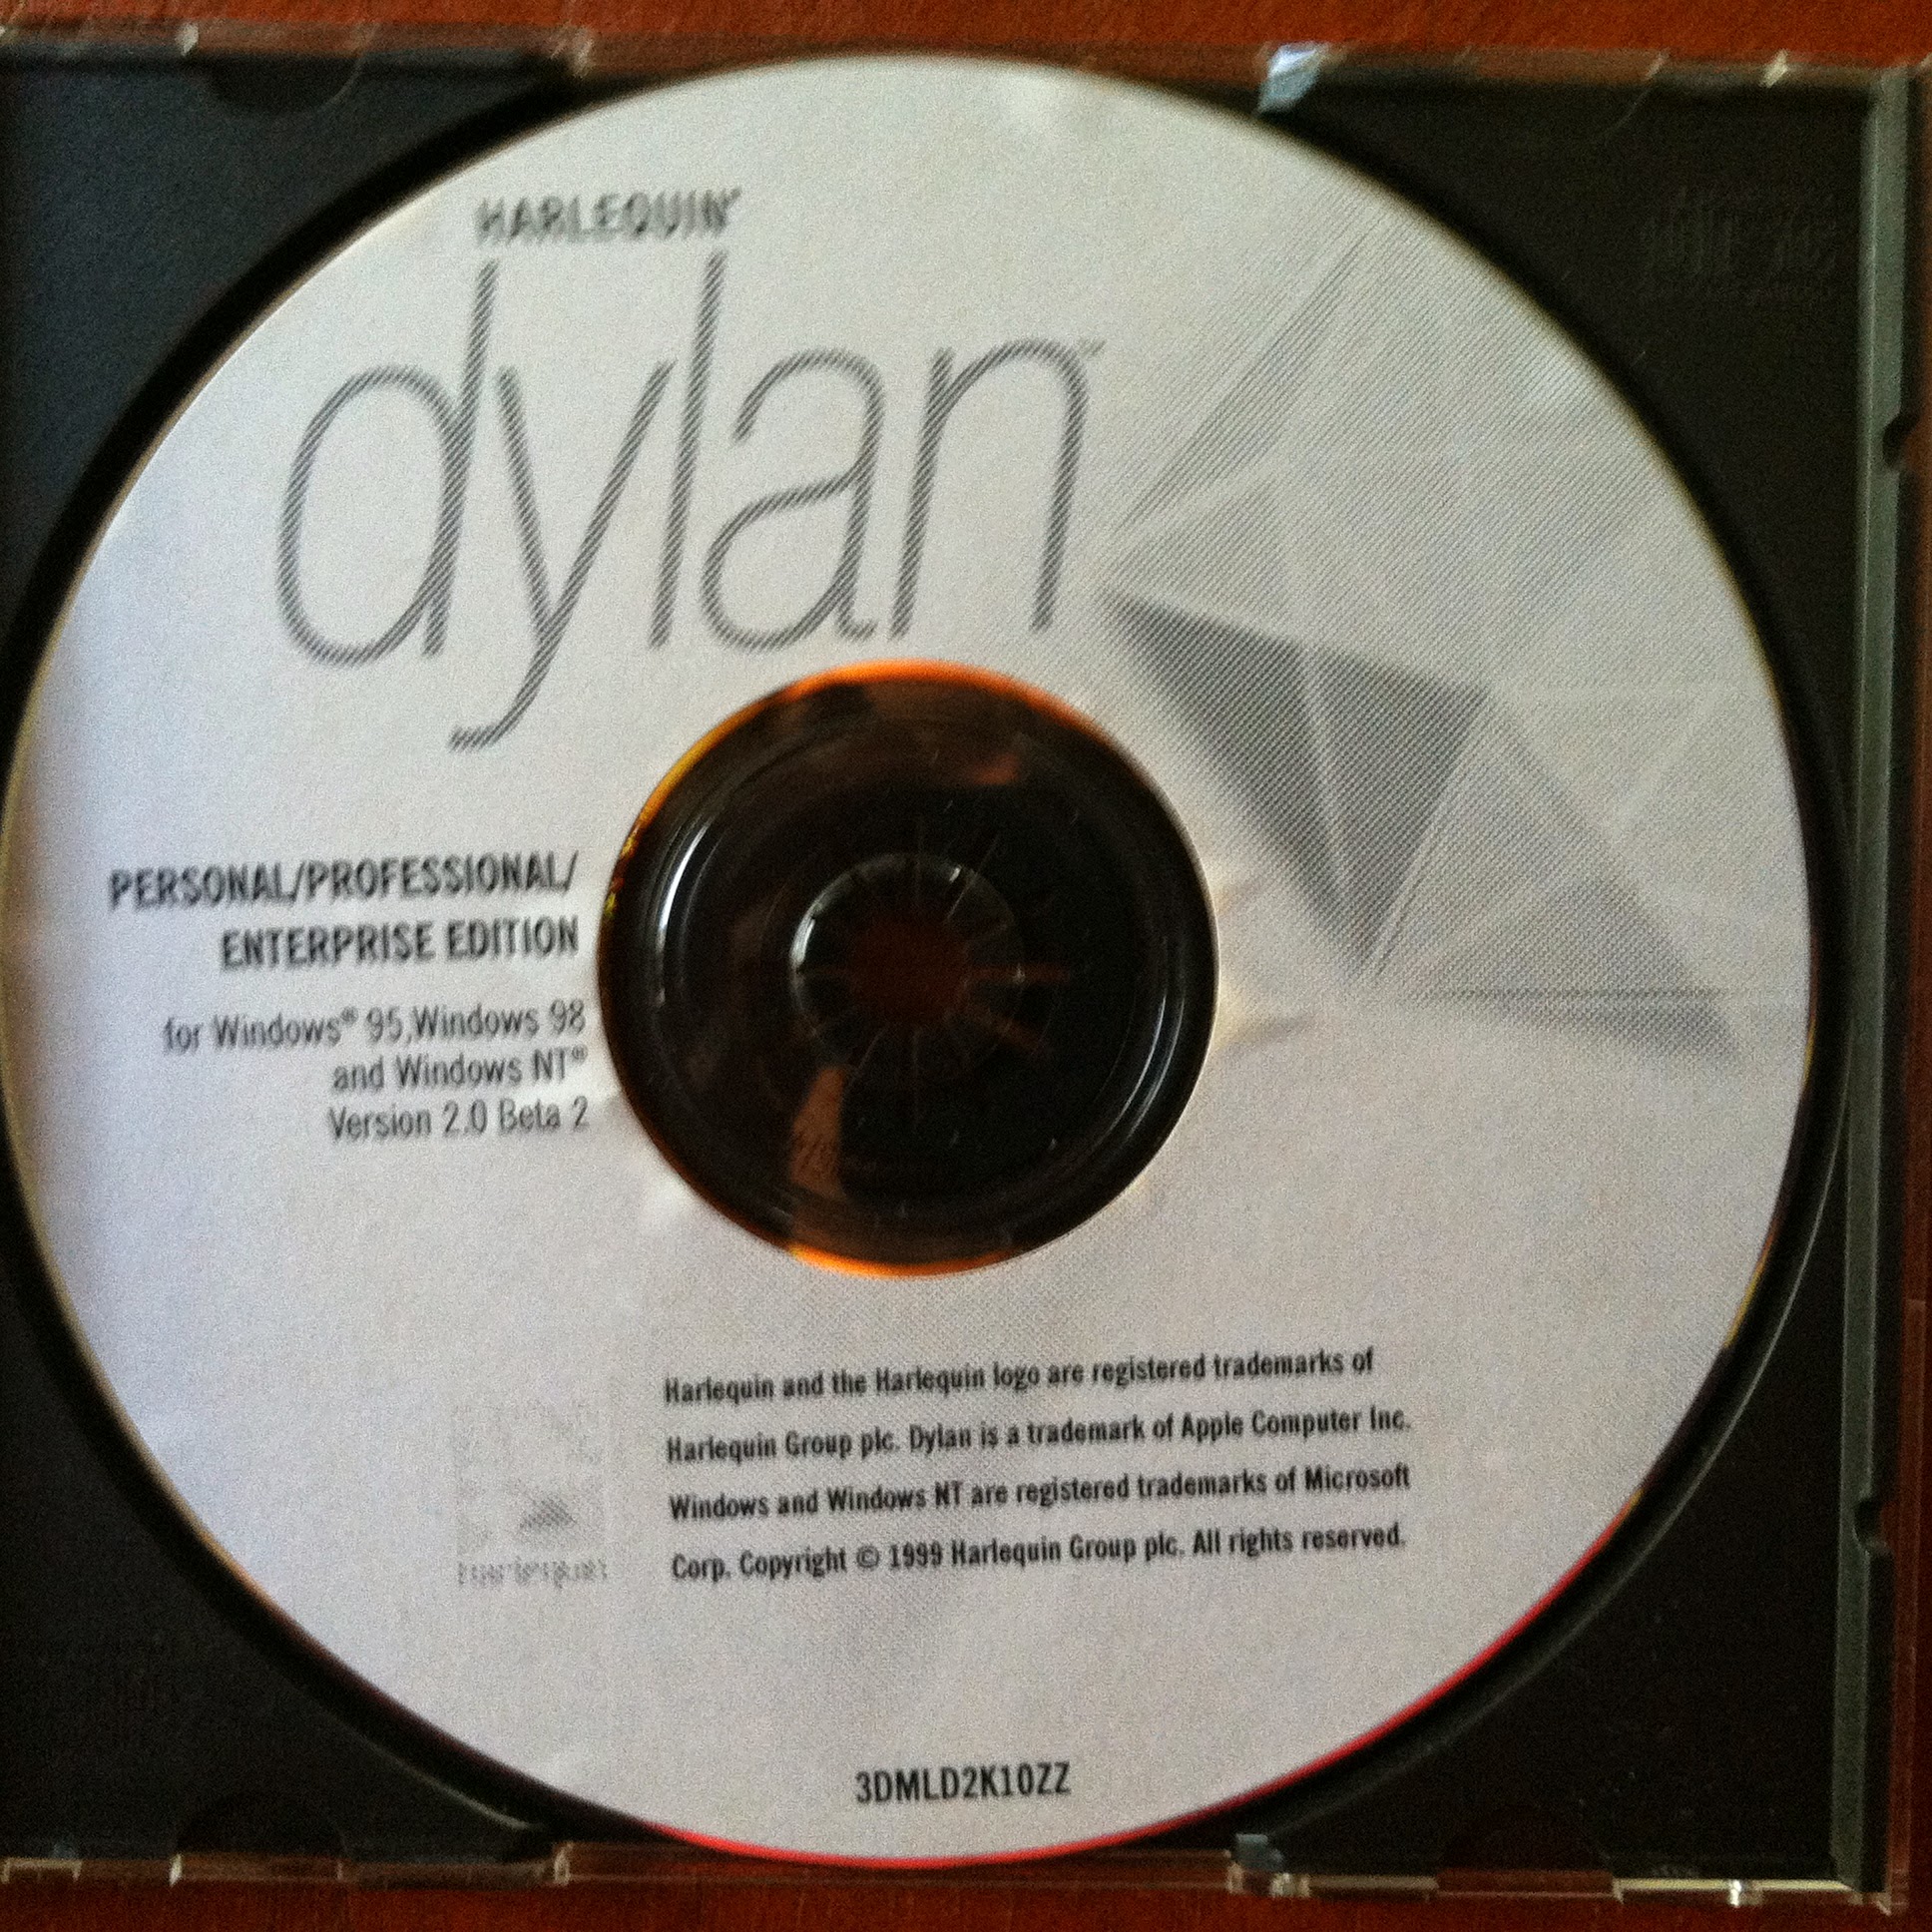 HARLEQUIN®
dylan™
PERSONAL/PROFESSIONAL/
ENTERPRISE EDITION
for Windows® 95,Windows 98
and Windows NT®
Version 2.0 Beta 2
Harlequin and the Harlequin logo are registered trademarks of
Harlequin Group plc. Dylan is a trademark of Apple Computer Inc.
Windows and Windows NT are registered trademarks of Microsoft
Corp. Copyright © 1999 Harlequin Group plc. All rights reserved.
3DMLD2K10ZZ